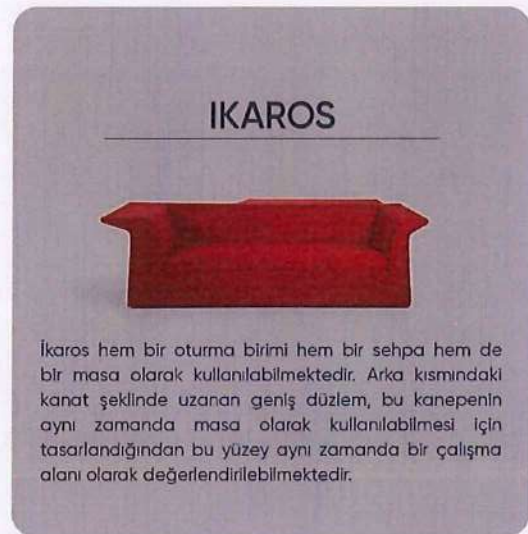 IKAROS
İkaros hem bir oturma birimi hem bir sehpa hem de
bir masa olarak kullanılabilmektedir. Arka kısmındaki
kanat şeklinde uzanan geniş düzlem, bu kanepenin
aynı zamanda masa olarak kullanılabilmesi için
tasarlandığından bu yüzey aynı zamanda bir çalışma
alanı olarak değerlendirilebilmektedir.